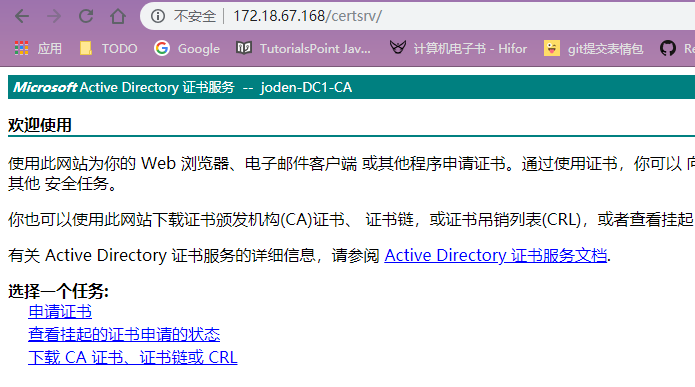 不安全 | 172.18.67.168/certsrv/
应用 TODO Google TutorialsPoint Jav... 计算机电子书 - Hifor git提交表情包 Re
Microsoft Active Directory 证书服务 -- joden-DC1-CA
欢迎使用
使用此网站为你的 Web 浏览器、电子邮件客户端 或其他程序申请证书。通过使用证书，你可以 向
其他 安全任务。
你也可以使用此网站下载证书颁发机构(CA)证书、 证书链，或证书吊销列表(CRL)，或者查看挂起
有关 Active Directory 证书服务的详细信息，请参阅 Active Directory 证书服务文档.
选择一个任务:
申请证书
查看挂起的证书申请的状态
下载 CA 证书、证书链或 CRL